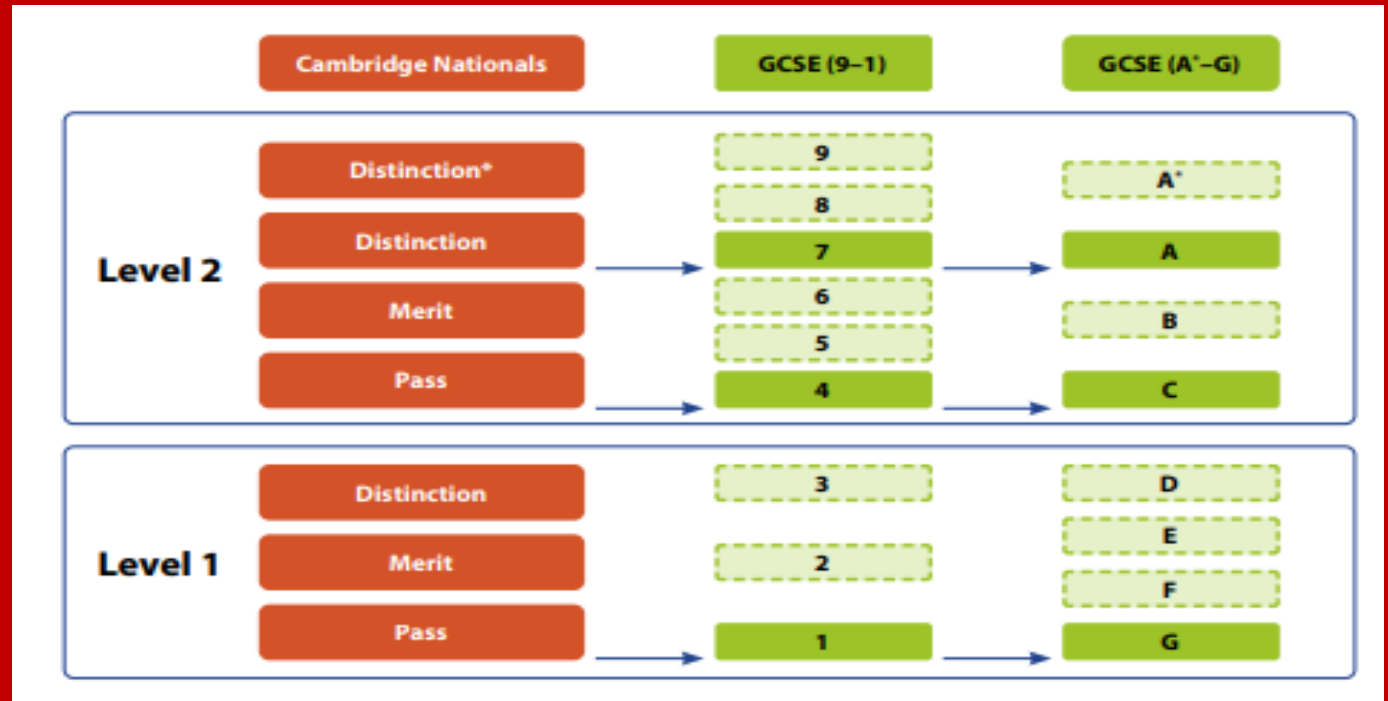 Cambridge Nationals
GCSE (9–1)
GCSE (A*–G)
Level 2
Distinction*
Distinction
Merit
Pass
9
8
7
6
5
4
A*
A
B
C
Level 1
Distinction
Merit
Pass
3
2
1
D
E
F
G